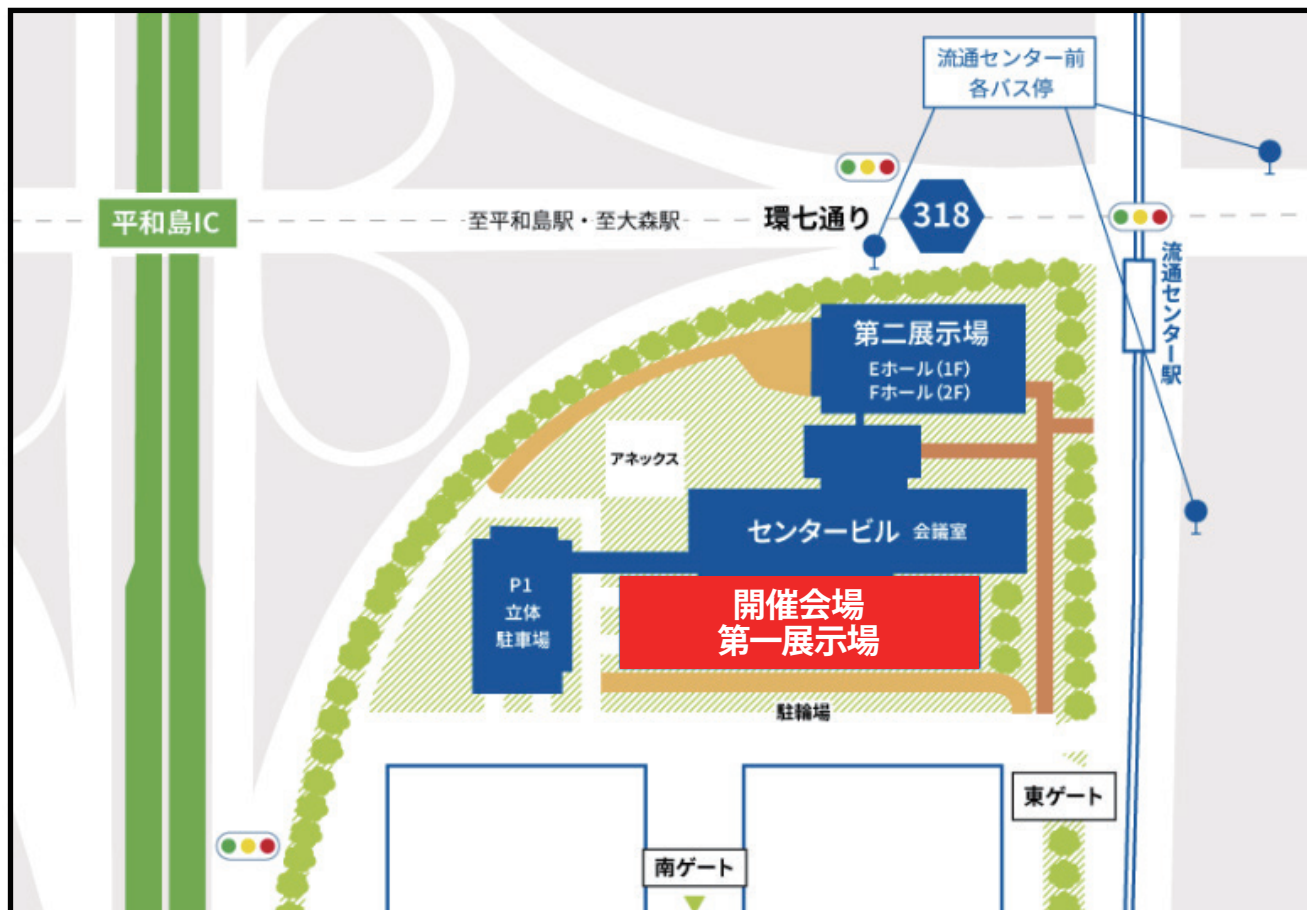 流通センター前
各バス停
平和島IC
至平和島駅・至大森駅
環七通り
318
流通センター駅
第二展示場
Eホール(1F)
Fホール(2F)
アネックス
センタービル 会議室
P1
立体
駐車場
開催会場
第一展示場
駐輪場
東ゲート
南ゲート